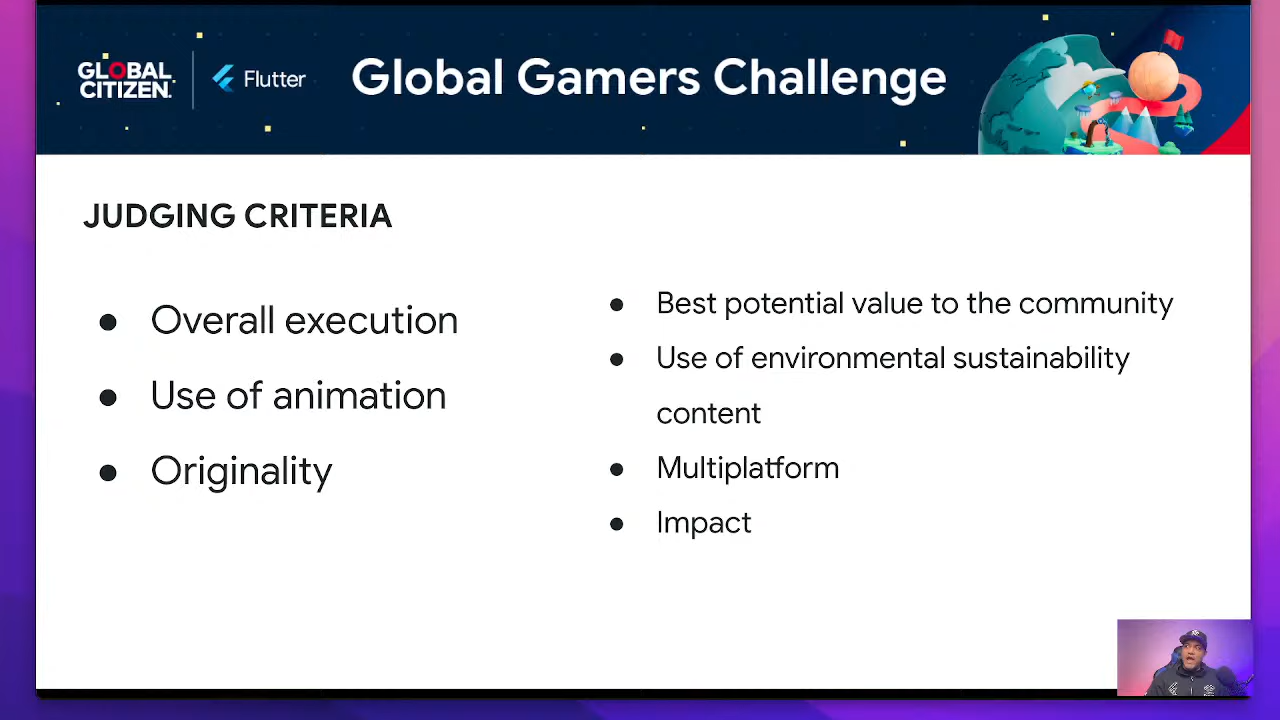 GLOBAL
CITIZEN.
Flutter
Global Gamers Challenge
JUDGING CRITERIA
● Overall execution
● Use of animation
● Originality
● Best potential value to the community
● Use of environmental sustainability
content
● Multiplatform
● Impact